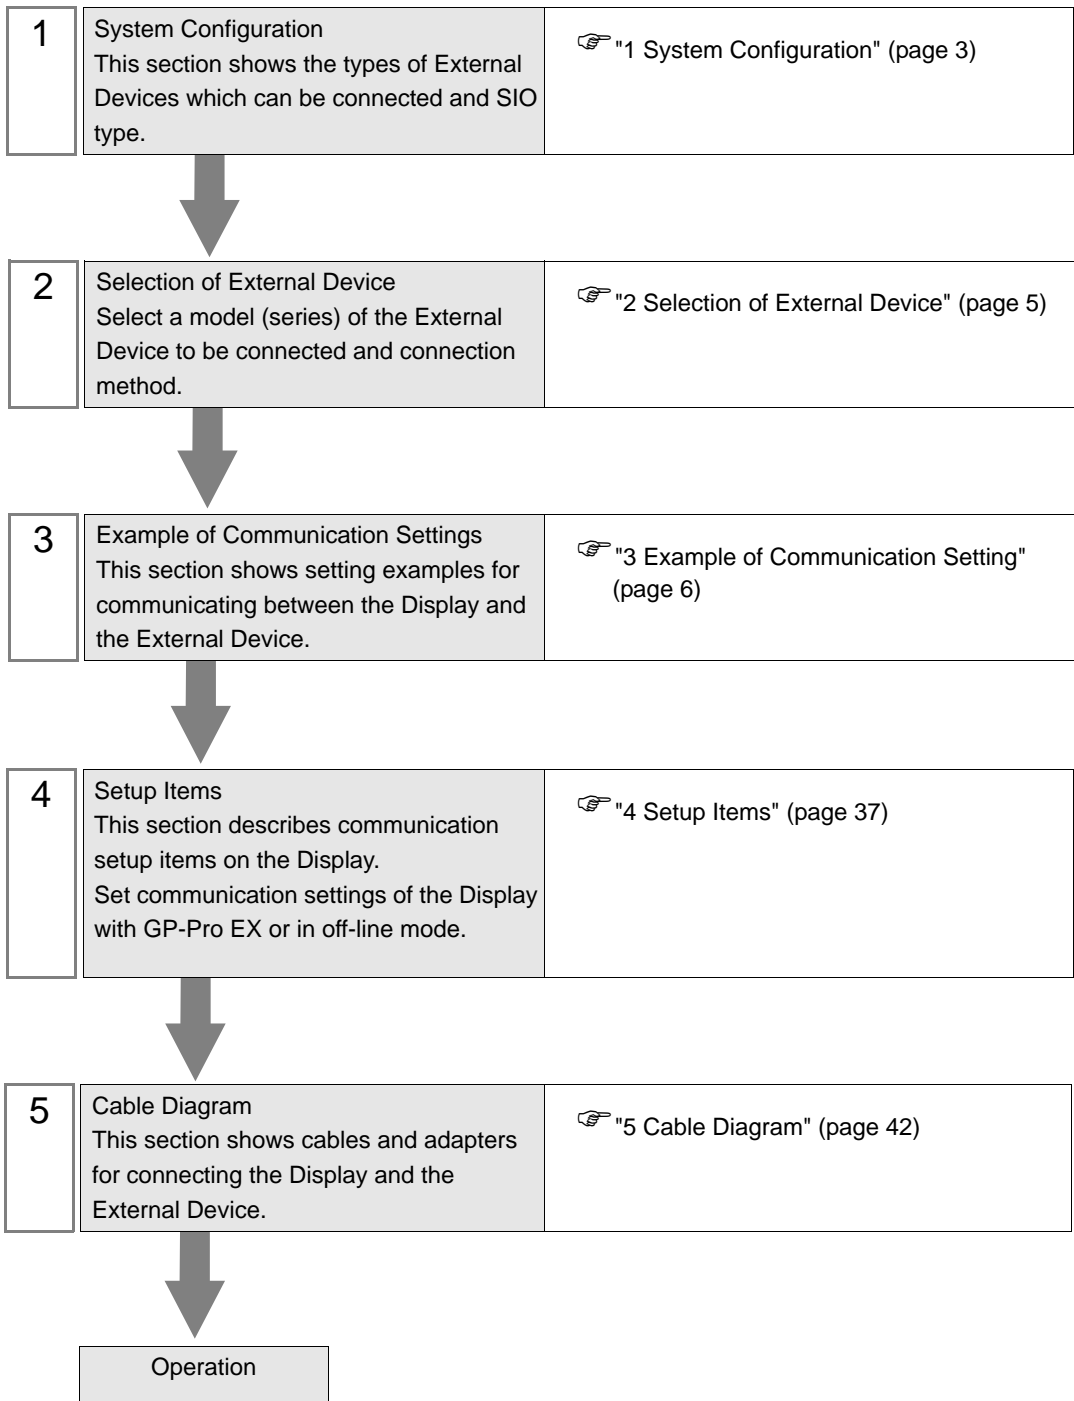 1
System Configuration
This section shows the types of External
Devices which can be connected and SIO
type.
"1 System Configuration" (page 3)
2
Selection of External Device
Select a model (series) of the External
Device to be connected and connection
method.
"2 Selection of External Device" (page 5)
3
Example of Communication Settings
This section shows setting examples for
communicating between the Display and
the External Device.
"3 Example of Communication Setting"
(page 6)
4
Setup Items
This section describes communication
setup items on the Display.
Set communication settings of the Display
with GP-Pro EX or in off-line mode.
"4 Setup Items" (page 37)
5
Cable Diagram
This section shows cables and adapters
for connecting the Display and the
External Device.
"5 Cable Diagram" (page 42)
Operation